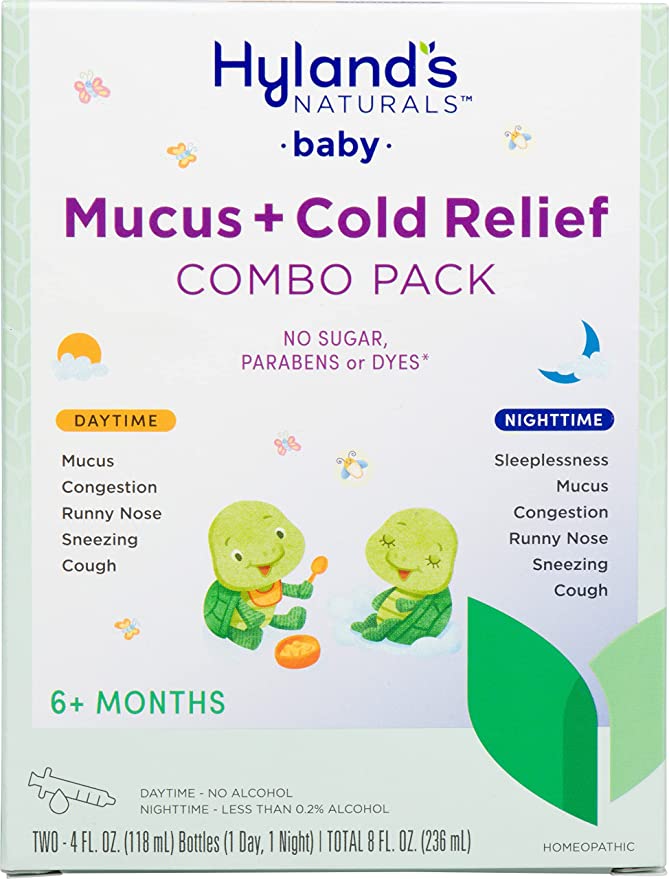 Hyland's
NATURALS™
· baby ·
Mucus + Cold Relief
COMBO PACK
NO SUGAR,
PARABENS or DYES*
DAYTIME
Mucus
Congestion
Runny Nose
Sneezing
Cough
NIGHTTIME
Sleeplessness
Mucus
Congestion
Runny Nose
Sneezing
Cough
6+ MONTHS
DAYTIME - NO ALCOHOL
NIGHTTIME - LESS THAN 0.2% ALCOHOL
TWO - 4 FL. OZ. (118 mL) Bottles (1 Day, 1 Night) | TOTAL 8 FL. OZ. (236 mL)
HOMEOPATHIC